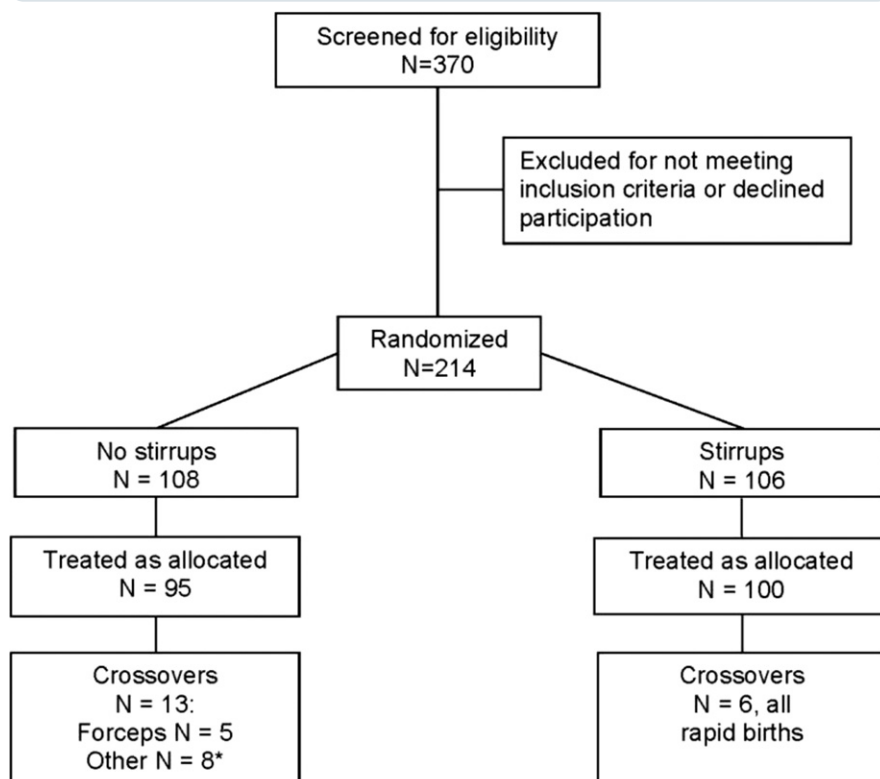 Screened for eligibility
N=370
Excluded for not meeting
inclusion criteria or declined
participation
Randomized
N=214
No stirrups
N = 108
Stirrups
N = 106
Treated as allocated
N = 95
Treated as allocated
N = 100
Crossovers
N = 13:
Forceps N = 5
Other N = 8*
Crossovers
N = 6, all
rapid births